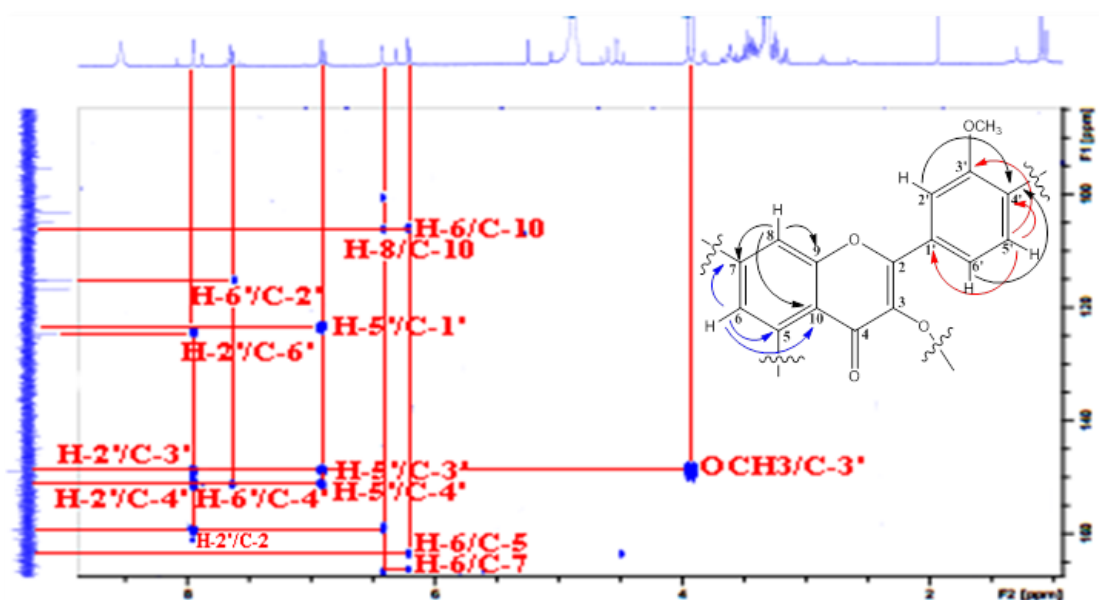 100
F1 [ppm]
OCH3
3'
H
2'
4'
8
H
9
O
1'
5'
H
7
2
6'
H
6
3
H
5
10
4
O
O
H-6/C-10
H-8/C-10
H-6'/C-2'
H-5'/C-1'
120
H-2'/C-6'
140
H-2'/C-3'
H-5'/C-3'
OCH3/C-3'
H-2'/C-4'
H-6'/C-4'
H-5'/C-4'
H-2'/C-2
H-6/C-5
160
H-6/C-7
8
6
4
2
F2 [ppm]